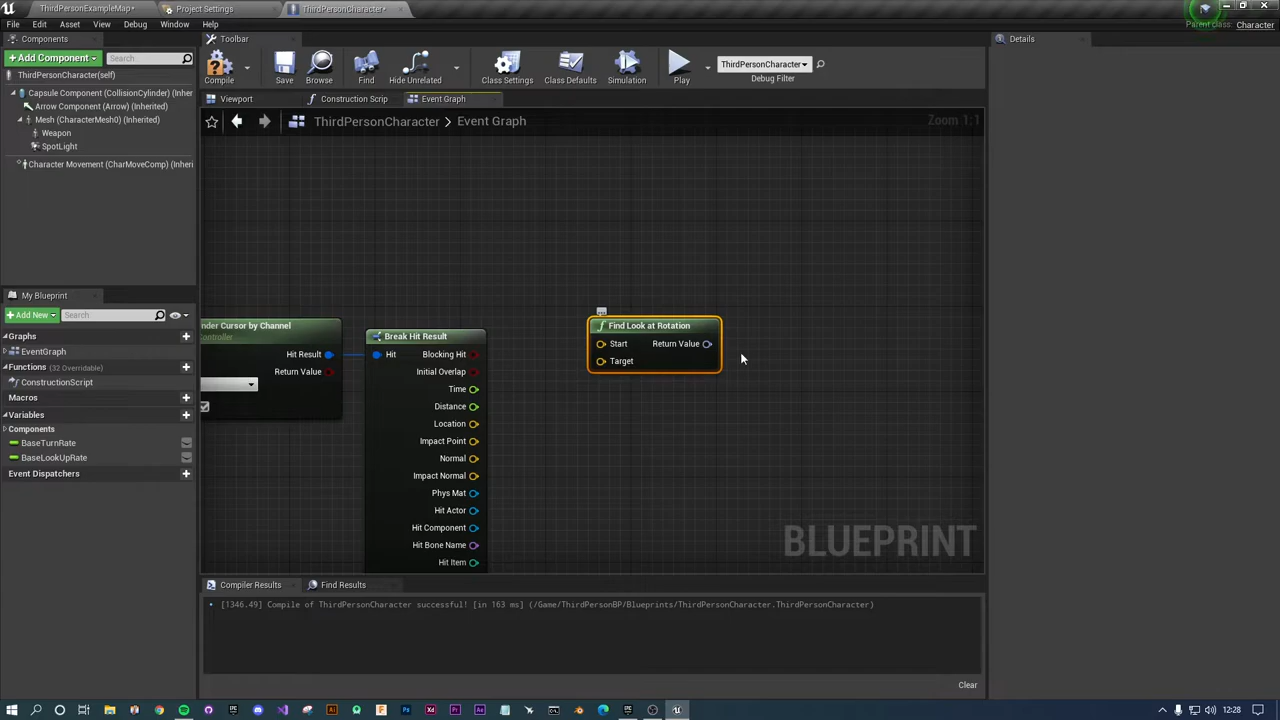 ThirdPersonExampleMap*
Project Settings
ThirdPersonCharacter*
File Edit Asset View Debug Window Help
Parent class: Character
Components
Toolbar
Details
+ Add Component
Search
ThirdPersonCharacter(self)
Capsule Component (CollisionCylinder) (Inher
Arrow Component (Arrow) (Inherited)
Mesh (CharacterMesh0) (Inherited)
Weapon
SpotLight
Character Movement (CharMoveComp) (Inheri
Compile
Save
Browse
Find
Hide Unrelated
Class Settings
Class Defaults
Simulation
Play
ThirdPersonCharacter
Debug Filter
Viewport
Construction Scrip
Event Graph
ThirdPersonCharacter > Event Graph
Zoom 1:1
My Blueprint
+ Add New
Search
Graphs
EventGraph
Functions (32 Overridable)
ConstructionScript
Macros
Variables
Components
BaseTurnRate
BaseLookUpRate
Event Dispatchers
nder Cursor by Channel
Controller
Hit Result
Return Value
Break Hit Result
Hit
Blocking Hit
Initial Overlap
Time
Distance
Location
Impact Point
Normal
Impact Normal
Phys Mat
Hit Actor
Hit Component
Hit Bone Name
Hit Item
Find Look at Rotation
Start
Return Value
Target
BLUEPRINT
Compiler Results
Find Results
[1346.49] Compile of ThirdPersonCharacter successful! [in 163 ms] (/Game/ThirdPersonBP/Blueprints/ThirdPersonCharacter.ThirdPersonCharacter)
Clear
12:28